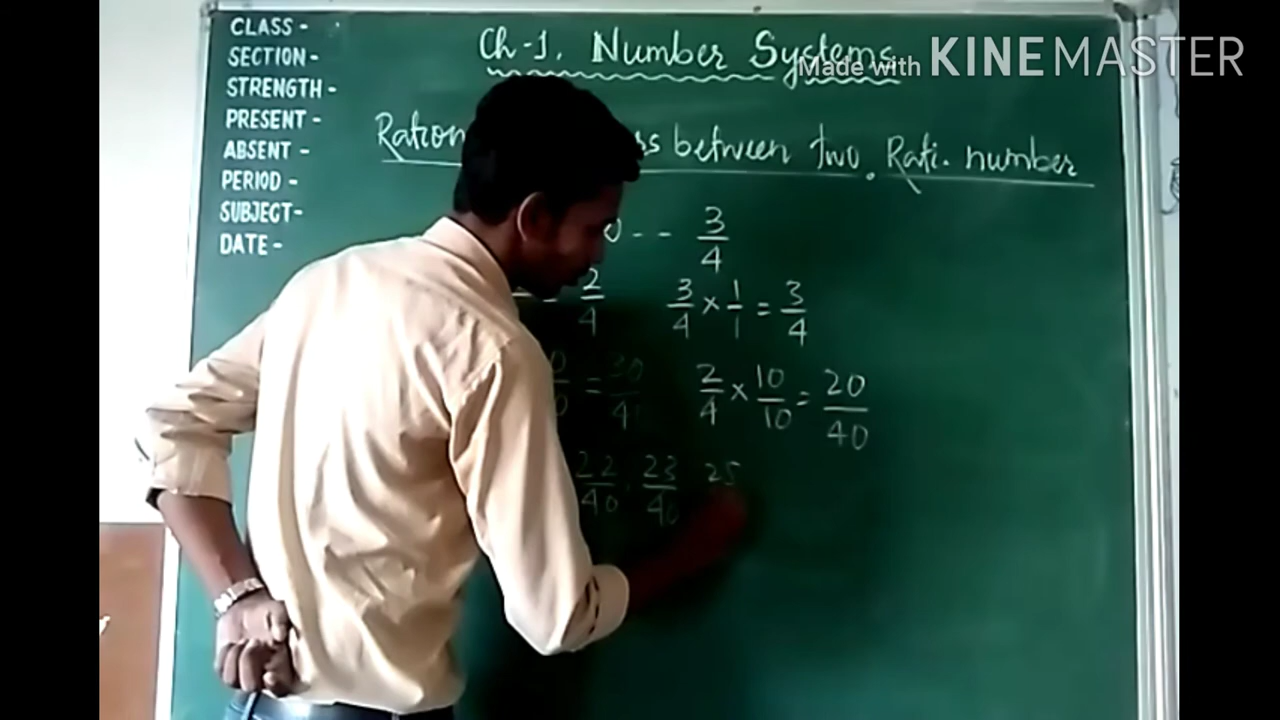 CLASS -
SECTION -
STRENGTH -
PRESENT -
ABSENT -
PERIOD -
SUBJECT-
DATE -
Ch-1. Number Systems
Made with KINEMASTER
between two Rati. number
-- 3/4
2/4 3/4 × 1/1 = 3/4
= 30/40 2/4 × 10/10 = 20/40
22/40, 23/40 25